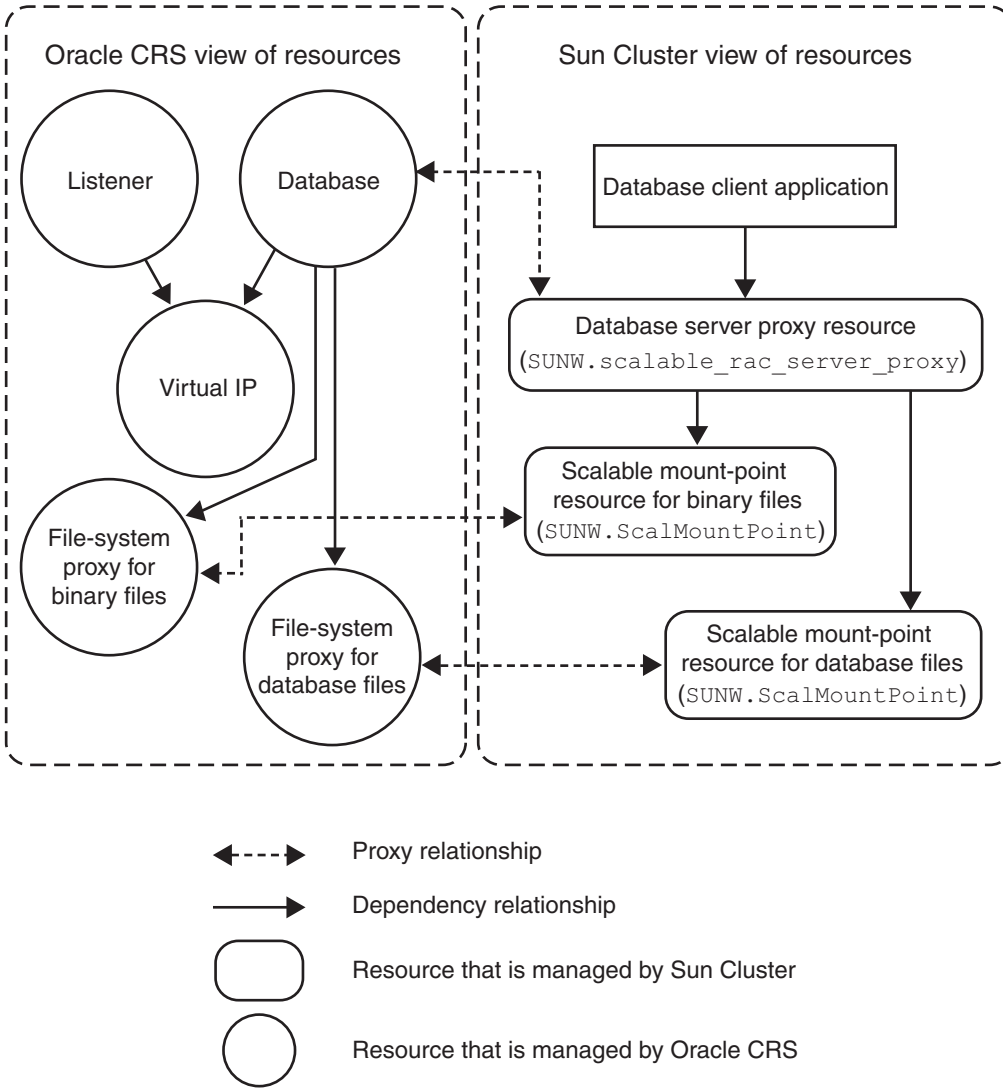 Oracle CRS view of resources
Listener
Database
Virtual IP
File-system
proxy for
binary files
File-system
proxy for
database files
Sun Cluster view of resources
Database client application
Database server proxy resource
(SUNW.scalable_rac_server_proxy)
Scalable mount-point
resource for binary files
(SUNW.ScalMountPoint)
Scalable mount-point
resource for database files
(SUNW.ScalMountPoint)
Proxy relationship
Dependency relationship
Resource that is managed by Sun Cluster
Resource that is managed by Oracle CRS